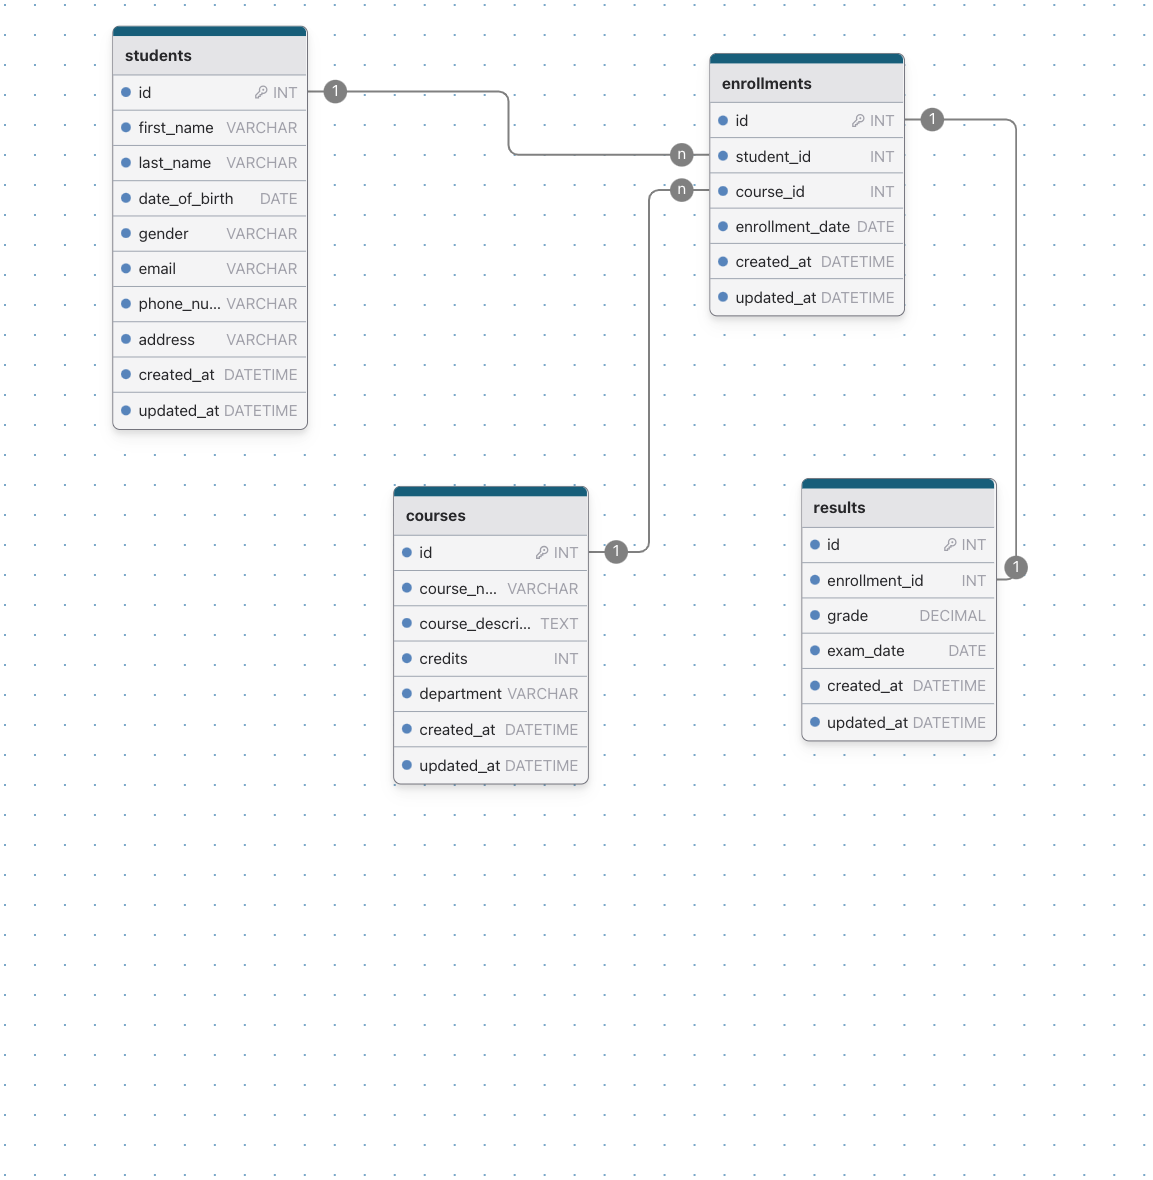 students
id INT
first_name VARCHAR
last_name VARCHAR
date_of_birth DATE
gender VARCHAR
email VARCHAR
phone_nu... VARCHAR
address VARCHAR
created_at DATETIME
updated_at DATETIME
1
n
n
enrollments
id INT
student_id INT
course_id INT
enrollment_date DATE
created_at DATETIME
updated_at DATETIME
1
courses
id INT
course_n... VARCHAR
course_descri... TEXT
credits INT
department VARCHAR
created_at DATETIME
updated_at DATETIME
1
results
id INT
enrollment_id INT
grade DECIMAL
exam_date DATE
created_at DATETIME
updated_at DATETIME
1